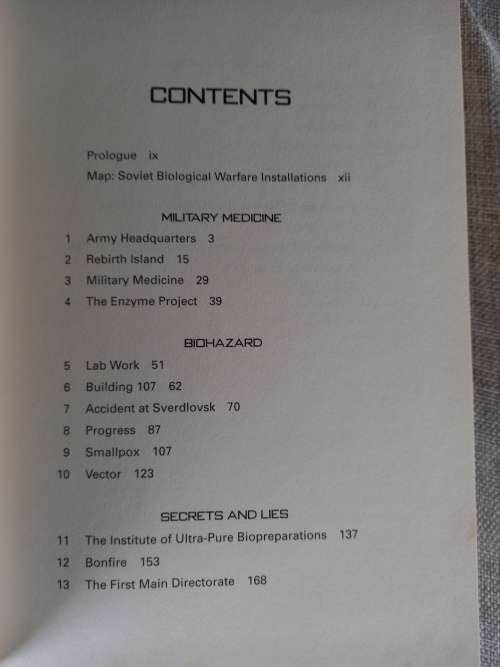 CONTENTS
Prologue ix
Map: Soviet Biological Warfare Installations xii
MILITARY MEDICINE
1 Army Headquarters 3
2 Rebirth Island 15
3 Military Medicine 29
4 The Enzyme Project 39
BIOHAZARD
5 Lab Work 51
6 Building 107 62
7 Accident at Sverdlovsk 70
8 Progress 87
9 Smallpox 107
10 Vector 123
SECRETS AND LIES
11 The Institute of Ultra-Pure Biopreparations 137
12 Bonfire 153
13 The First Main Directorate 168